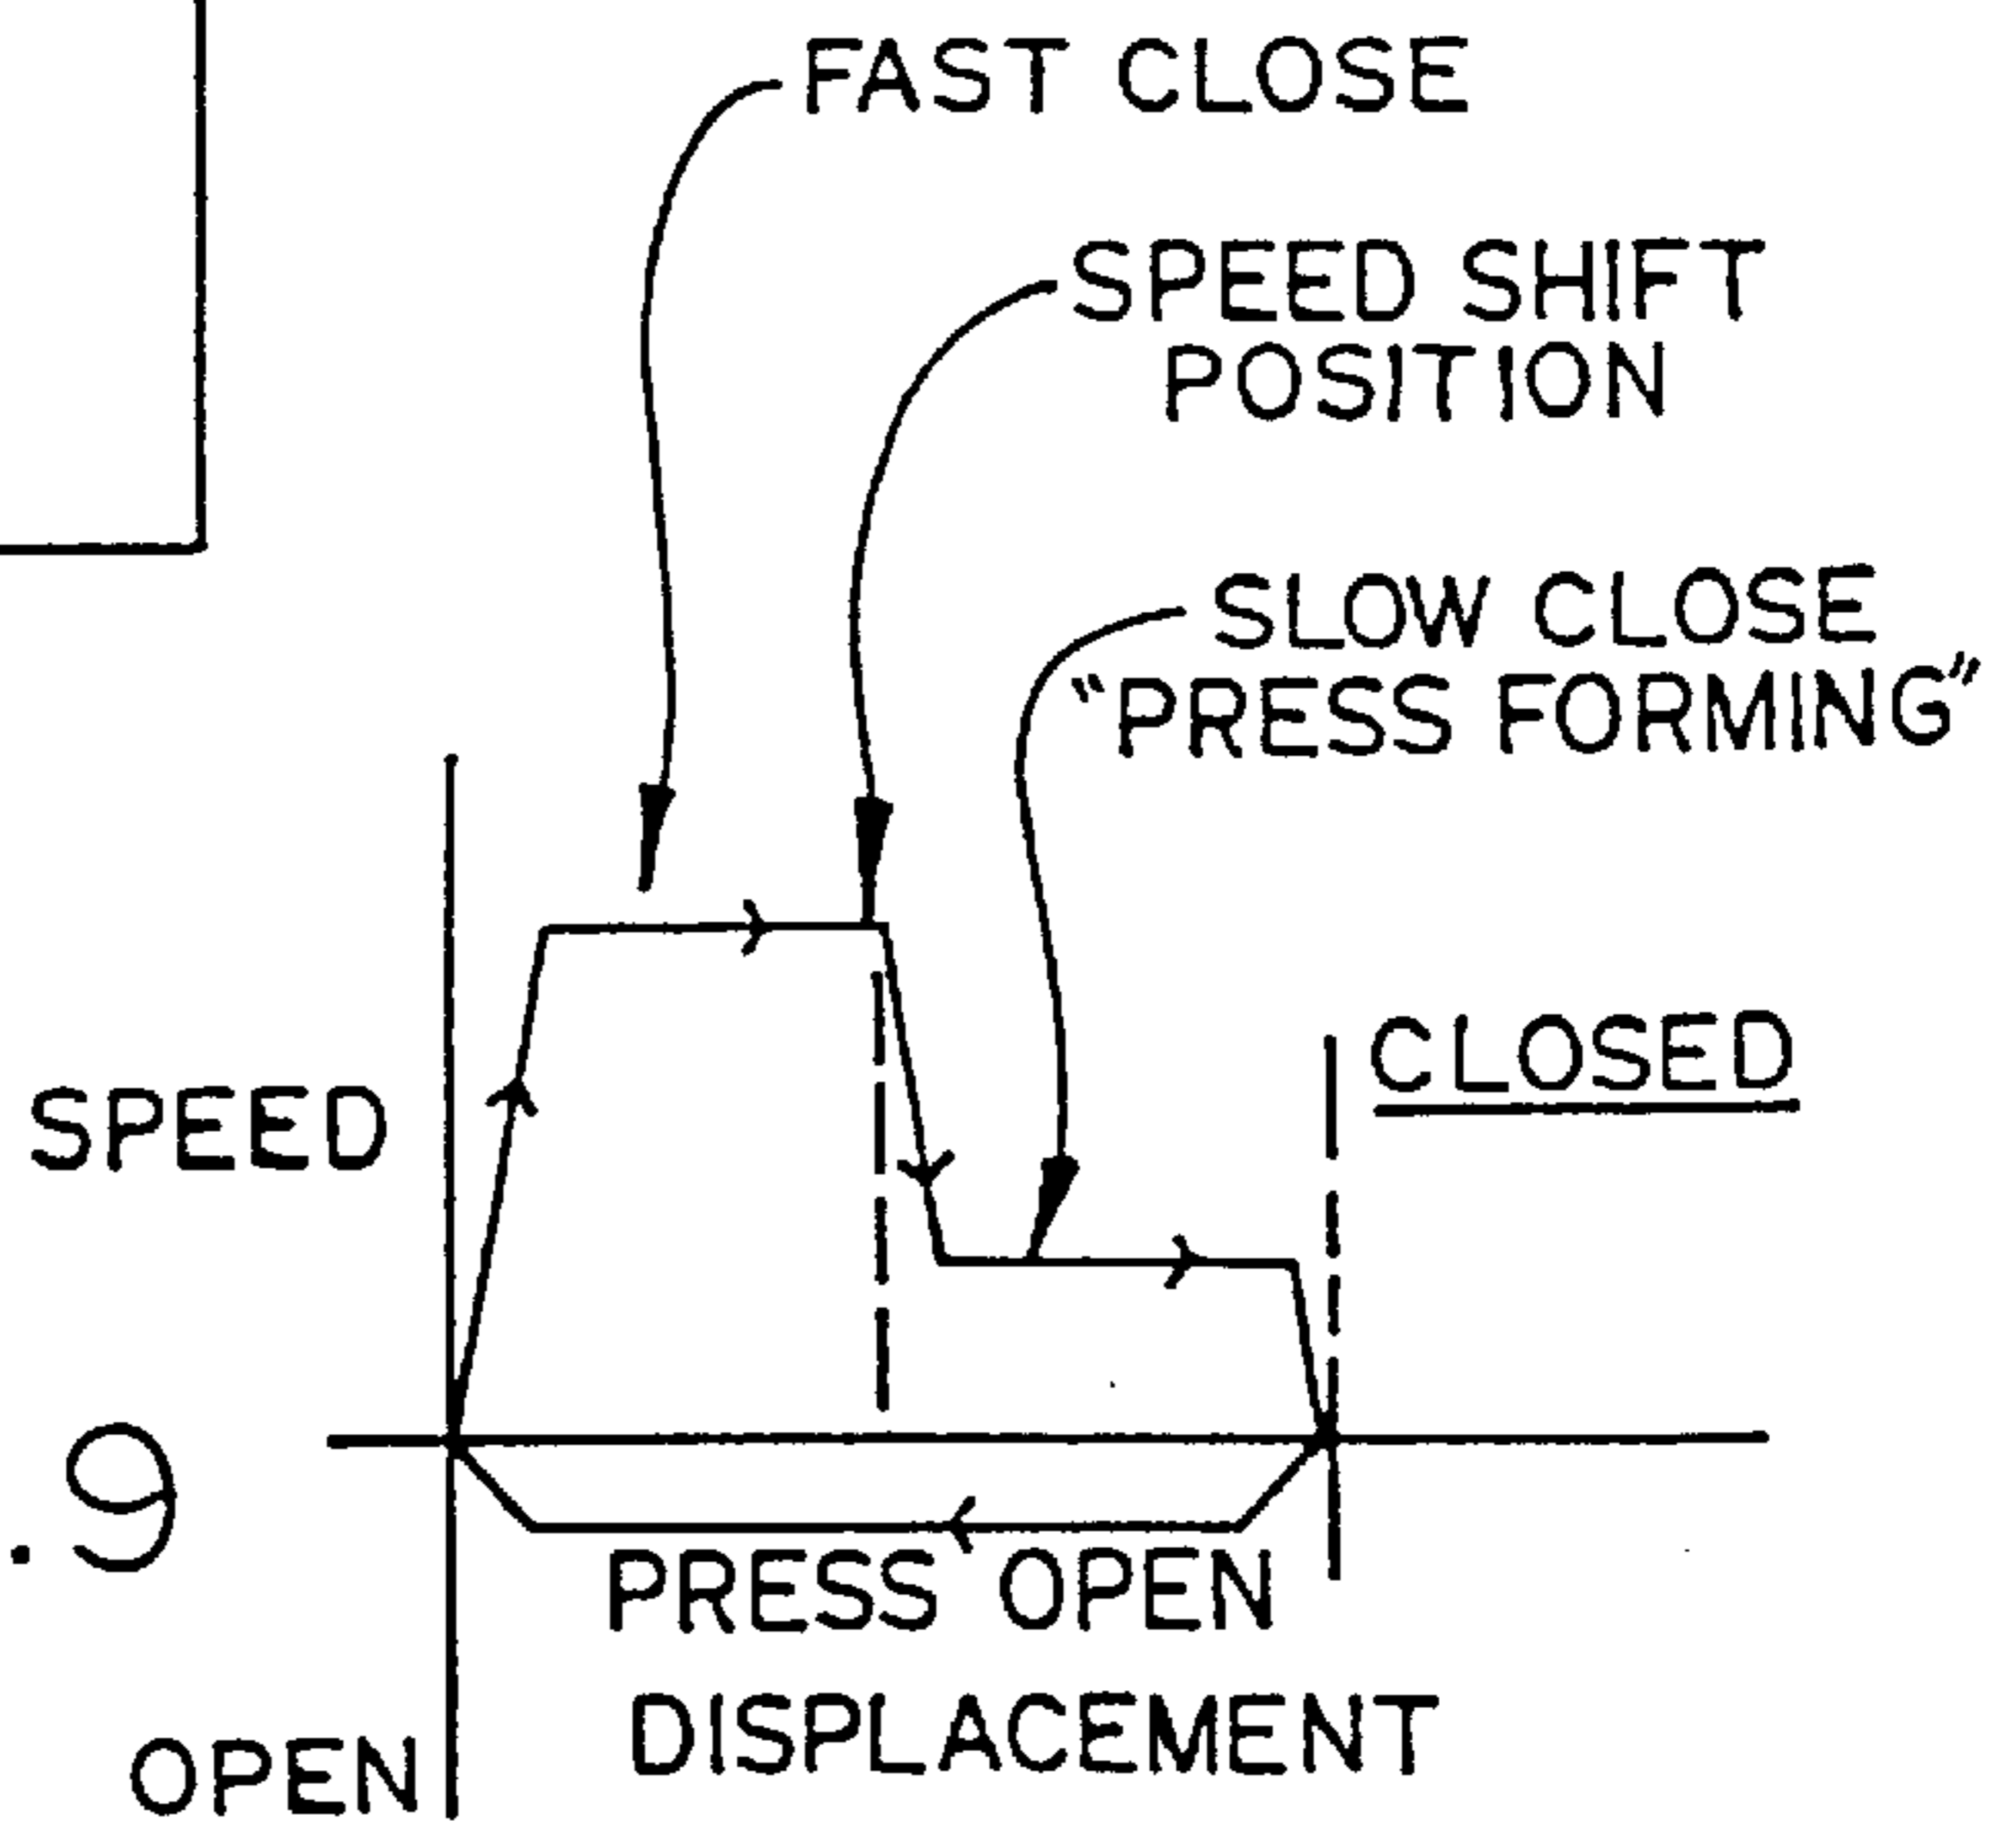 FAST CLOSE
SPEED SHIFT
POSITION
SLOW CLOSE
"PRESS FORMING"
CLOSED
SPEED
.9
PRESS OPEN
DISPLACEMENT
OPEN